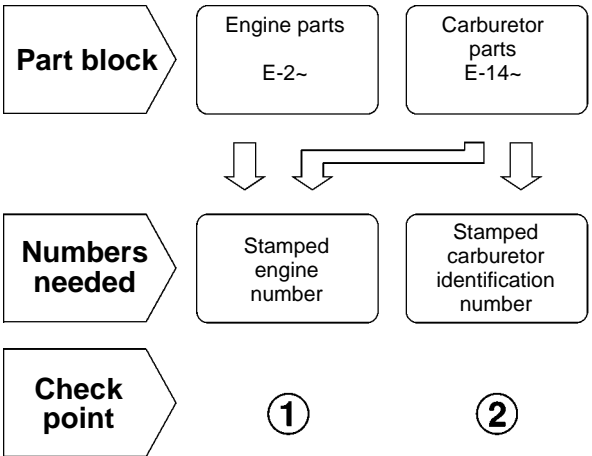 Part block
Engine parts
E-2~
Carburetor
parts
E-14~
Numbers
needed
Stamped
engine
number
Stamped
carburetor
identification
number
Check
point
①
②